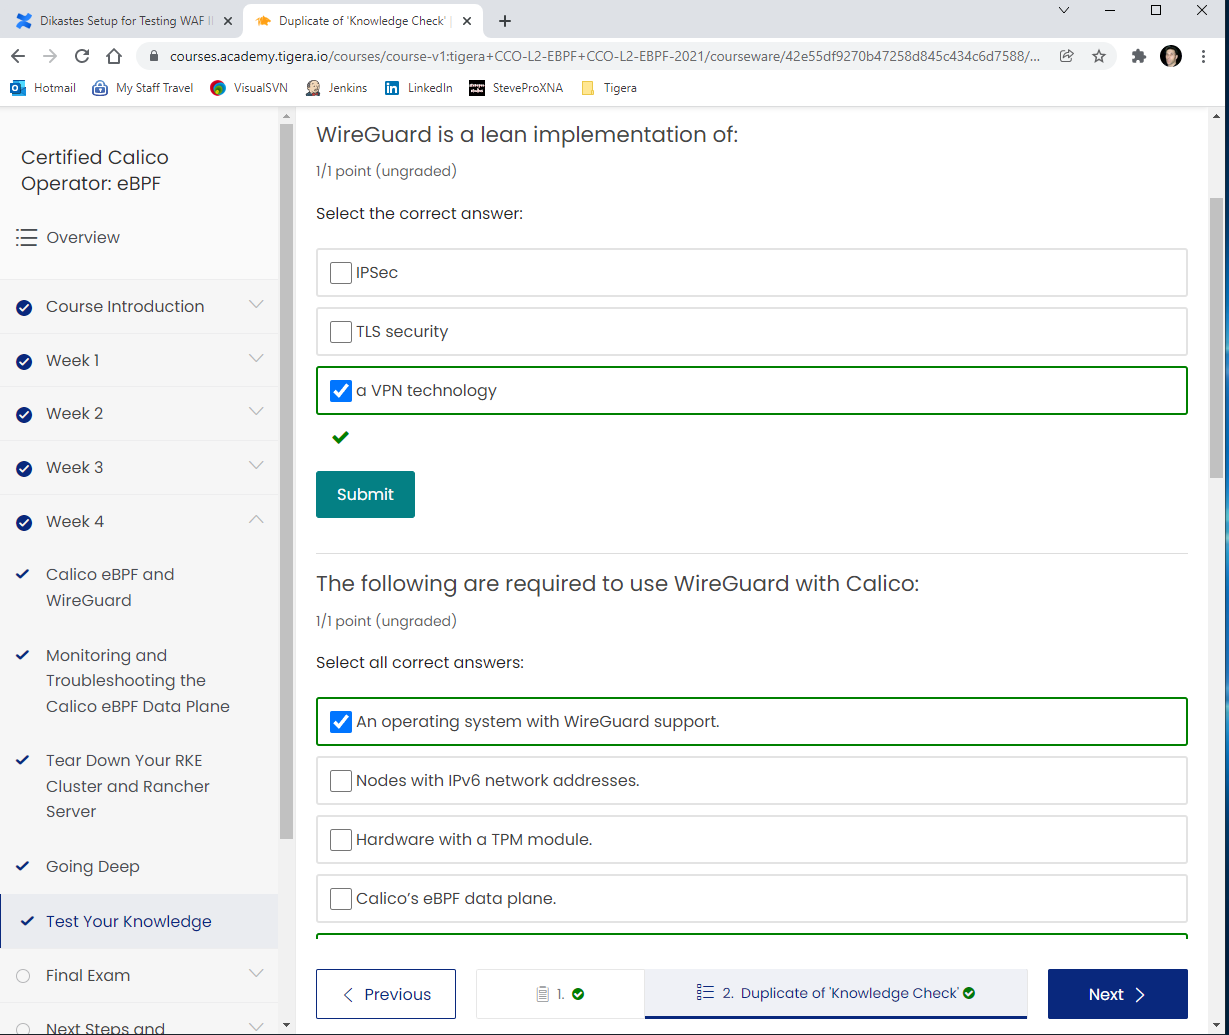 Dikastes Setup for Testing WAF
Duplicate of 'Knowledge Check' |
courses.academy.tigera.io/courses/course-v1:tigera+CCO-L2-EBPF+CCO-L2-EBPF-2021/courseware/42e55df9270b47258d845c434c6d7588/...
Hotmail
My Staff Travel
VisualSVN
Jenkins
LinkedIn
SteveProXNA
Tigera
Certified Calico
Operator: eBPF
Overview
Course Introduction
Week 1
Week 2
Week 3
Week 4
Calico eBPF and
WireGuard
Monitoring and
Troubleshooting the
Calico eBPF Data Plane
Tear Down Your RKE
Cluster and Rancher
Server
Going Deep
Test Your Knowledge
Final Exam
Next Steps and
WireGuard is a lean implementation of:
1/1 point (ungraded)
Select the correct answer:
IPSec
TLS security
a VPN technology
Submit
The following are required to use WireGuard with Calico:
1/1 point (ungraded)
Select all correct answers:
An operating system with WireGuard support.
Nodes with IPv6 network addresses.
Hardware with a TPM module.
Calico’s eBPF data plane.
Previous
1.
2. Duplicate of 'Knowledge Check'
Next